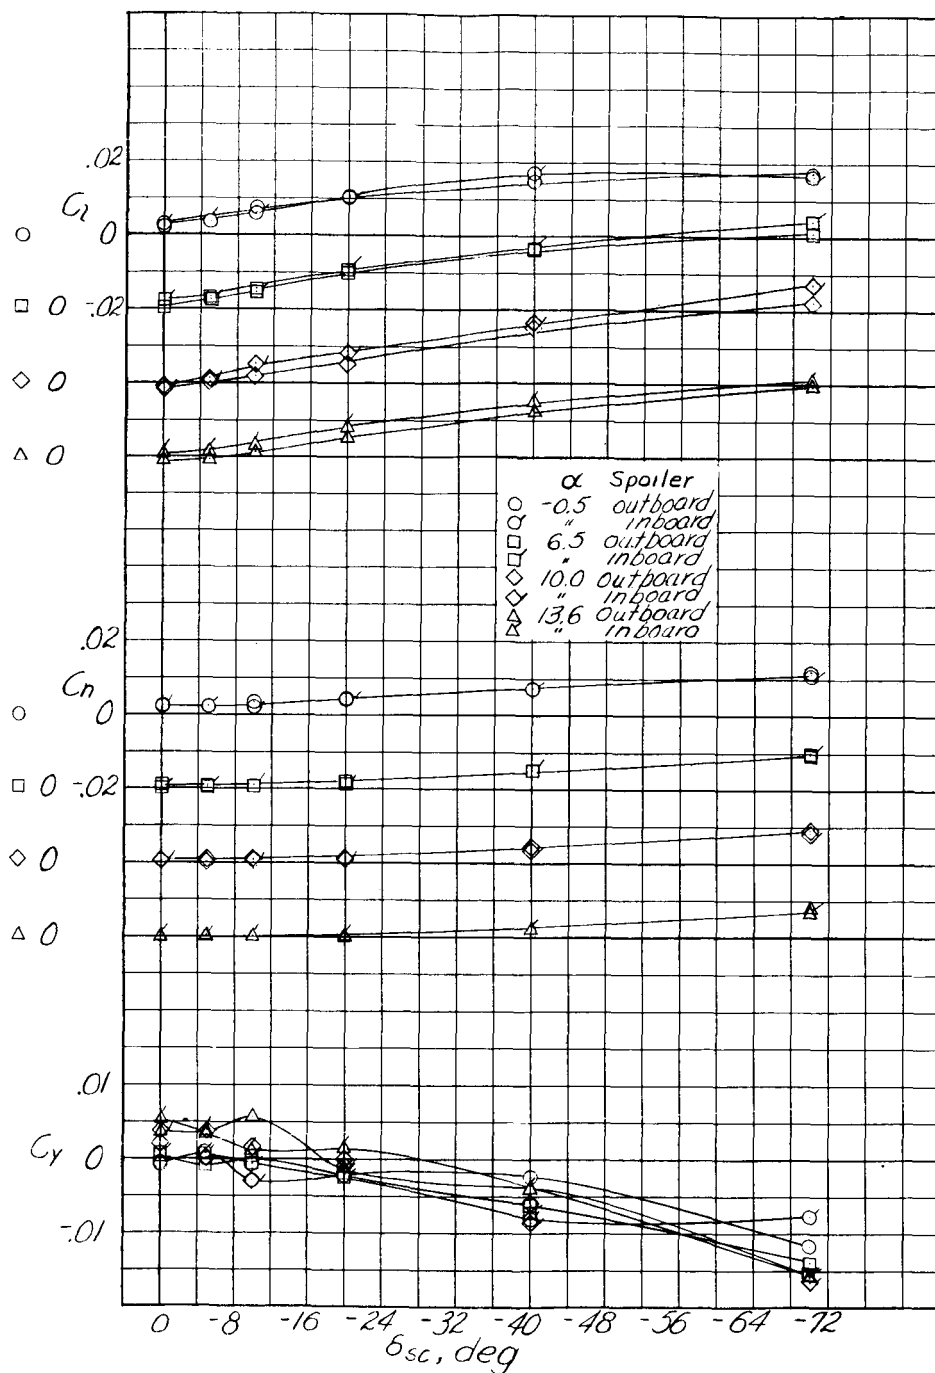 .02
Cl
0
0 -.02
0
0
α Spoiler
-0.5 outboard
" inboard
6.5 outboard
" inboard
10.0 outboard
" inboard
13.6 outboard
" inboard
.02
Cn
0
0 -.02
0
0
.01
Cy
0
-.01
0 -8 -16 -24 -32 -40 -48 -56 -64 -72
δsc, deg